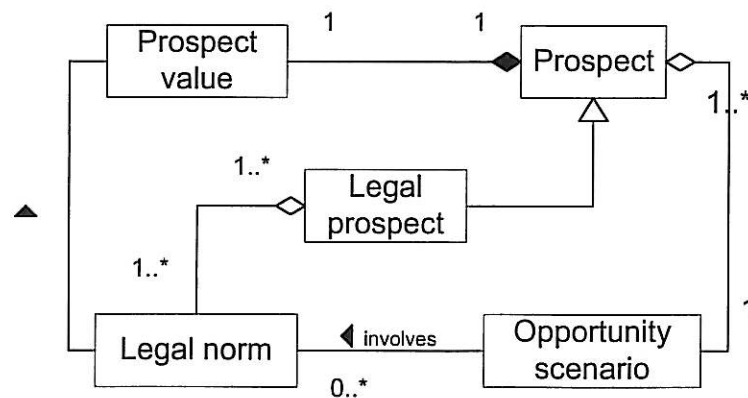 Prospect
value
1
1
Prospect
1..*
1..*
Legal
prospect
1..*
1
Legal norm
involves
0..*
Opportunity
scenario